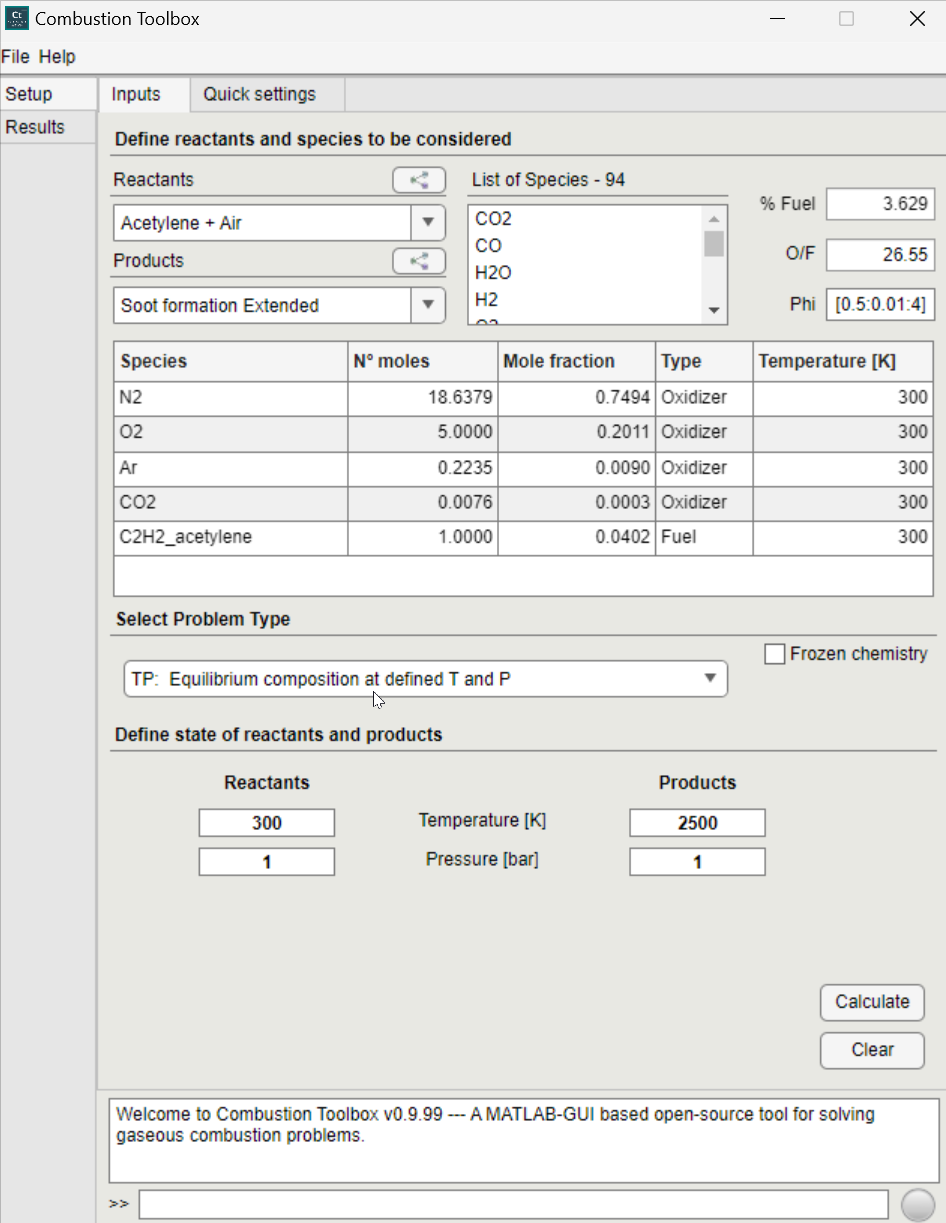 Ct
Combustion Toolbox
File Help
Setup
Results
Inputs Quick settings
Define reactants and species to be considered
Reactants
Acetylene + Air
Products
Soot formation Extended
List of Species - 94
CO2
CO
H2O
H2
O2
% Fuel 3.629
O/F 26.55
Phi [0.5:0.01:4]
Species N° moles Mole fraction Type Temperature [K]
N2 18.6379 0.7494 Oxidizer 300
O2 5.0000 0.2011 Oxidizer 300
Ar 0.2235 0.0090 Oxidizer 300
CO2 0.0076 0.0003 Oxidizer 300
C2H2_acetylene 1.0000 0.0402 Fuel 300
Select Problem Type
Frozen chemistry
TP: Equilibrium composition at defined T and P
Define state of reactants and products
Reactants Products
300 Temperature [K] 2500
1 Pressure [bar] 1
Calculate
Clear
Welcome to Combustion Toolbox v0.9.99 --- A MATLAB-GUI based open-source tool for solving
gaseous combustion problems.
>>